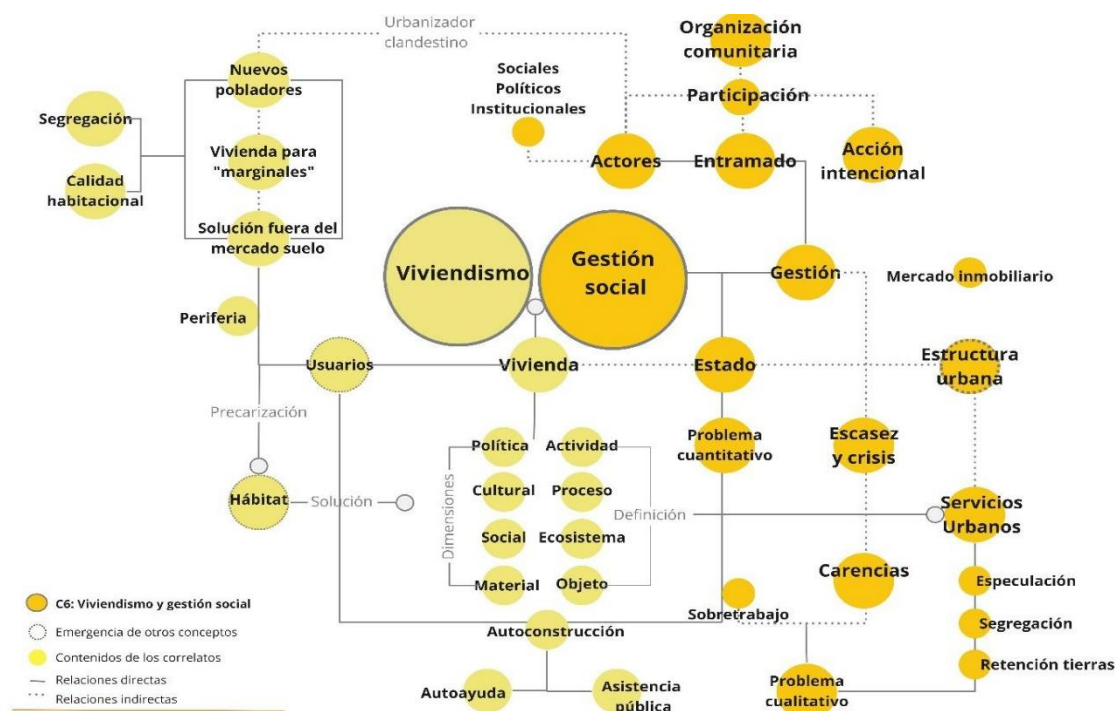 Urbanizador
clandestino
Organización
comunitaria
Nuevos
pobladores
Sociales
Políticos
Institucionales
Participación
Segregación
Vivienda para
"marginales"
Actores
Entramado
Acción
intencional
Calidad
habitacional
Solución fuera del
mercado suelo
Viviendismo
Gestión
social
Gestión
Mercado inmobiliario
Periferia
Usuarios
Vivienda
Estado
Estructura
urbana
Precarización
Política
Actividad
Problema
cuantitativo
Escasez
y crisis
Hábitat
Solución
Dimensiones
Cultural
Proceso
Definición
Servicios
Urbanos
Social
Ecosistema
Material
Objeto
Carencias
Especulación
Sobretrabajo
Autoconstrucción
Segregación
Autoayuda
Asistencia
pública
Problema
cualitativo
Retención tierras
C6: Viviendismo y gestión social
Emergencia de otros conceptos
Contenidos de los correlatos
Relaciones directas
Relaciones indirectas